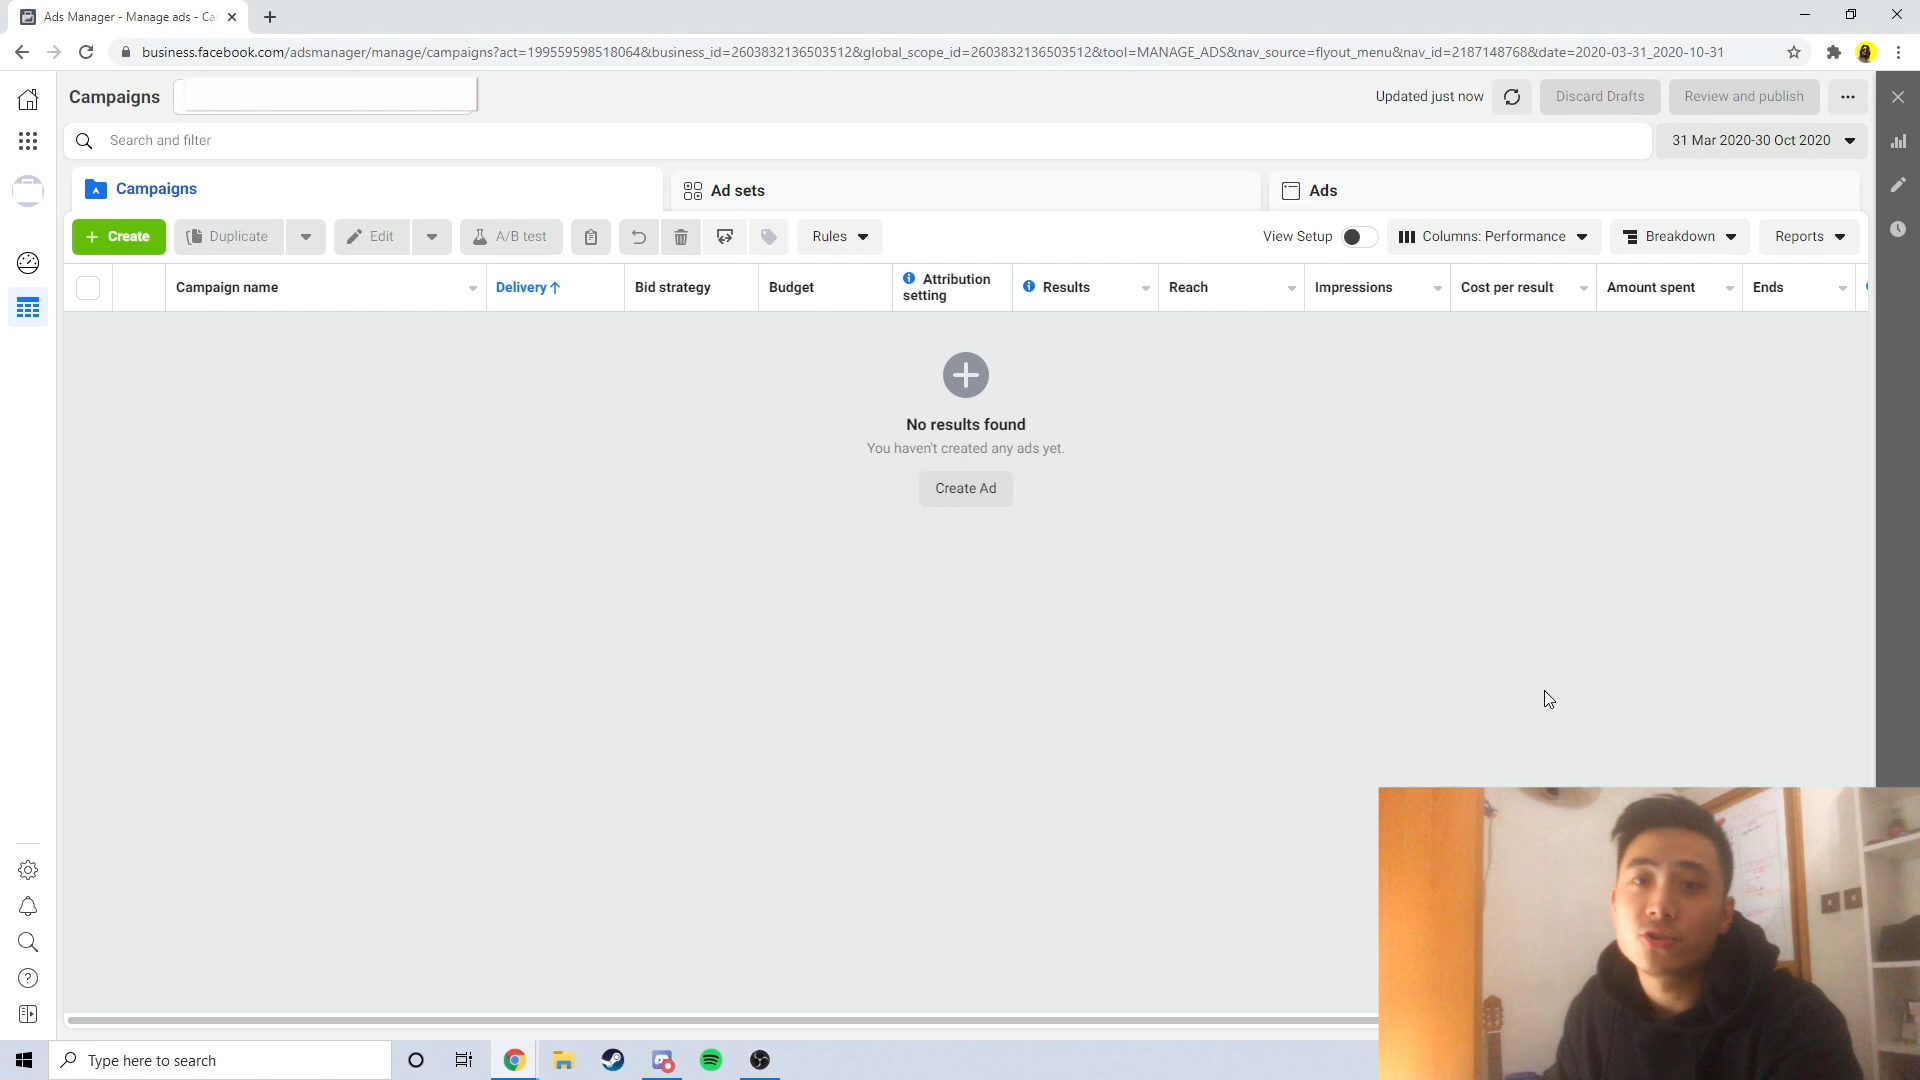 Ads Manager - Manage ads - Ca
business.facebook.com/adsmanager/manage/campaigns?act=199559598518064&business_id=2603832136503512&global_scope_id=2603832136503512&tool=MANAGE_ADS&nav_source=flyout_menu&nav_id=2187148768&date=2020-03-31_2020-10-31
Campaigns
Updated just now
Discard Drafts
Review and publish
Search and filter
31 Mar 2020-30 Oct 2020
Campaigns
Ad sets
Ads
+ Create
Duplicate
Edit
A/B test
Rules
View Setup
Columns: Performance
Breakdown
Reports
Campaign name
Delivery↑
Bid strategy
Budget
Attribution
setting
Results
Reach
Impressions
Cost per result
Amount spent
Ends
No results found
You haven't created any ads yet.
Create Ad
Type here to search